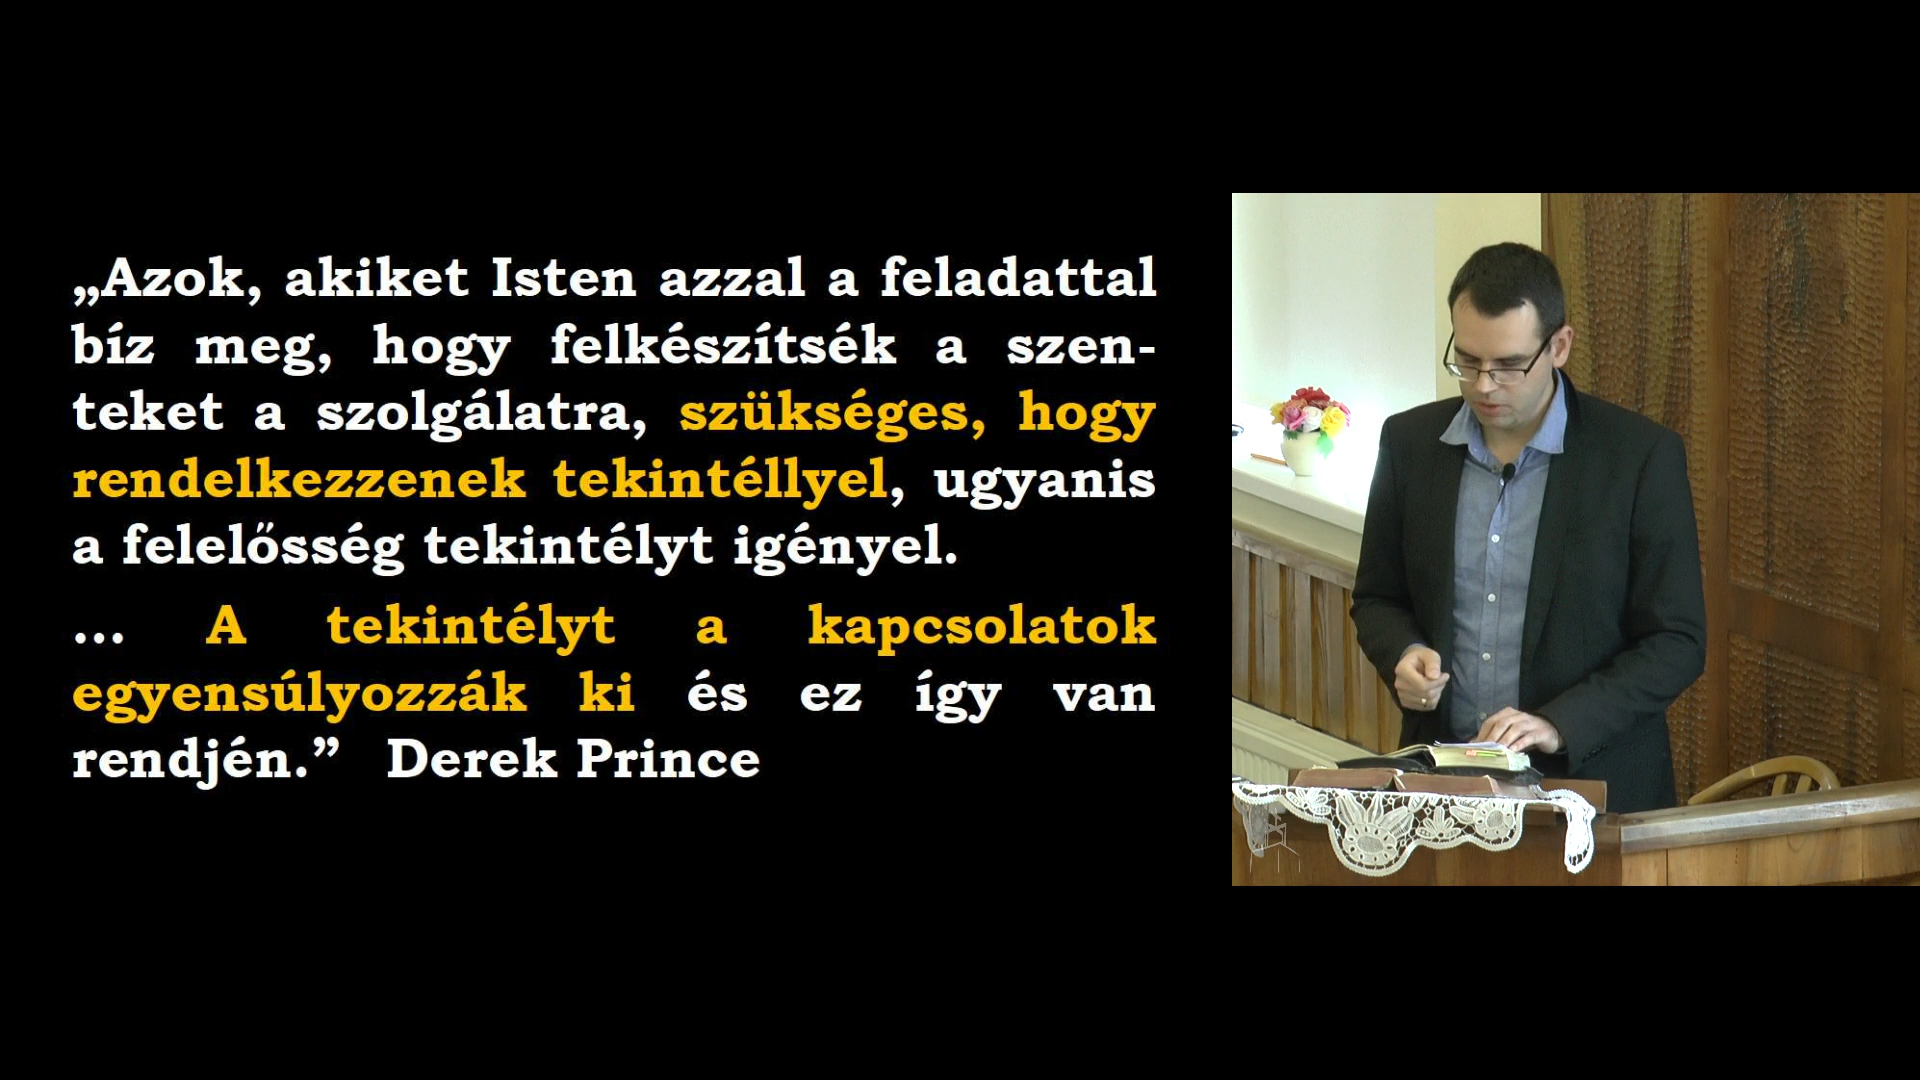 „Azok, akiket Isten azzal a feladattal
bíz meg, hogy felkészítsék a szen-
teket a szolgálatra, szükséges, hogy
rendelkezzenek tekintéllyel, ugyanis
a felelősség tekintélyt igényel.
... A tekintélyt a kapcsolatok
egyensúlyozzák ki és ez így van
rendjén.” Derek Prince